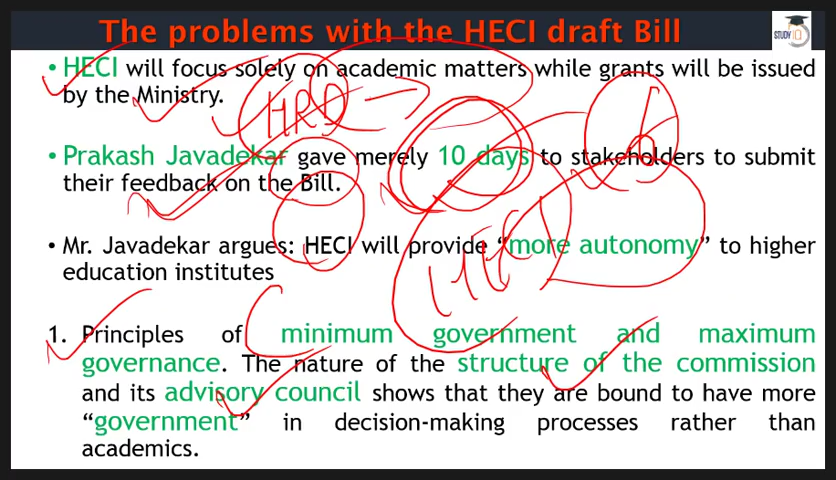 The problems with the HECI draft Bill
STUDY IQ
• HECI will focus solely on academic matters while grants will be issued
by the Ministry.
HRD
• Prakash Javadekar gave merely 10 days to stakeholders to submit
their feedback on the Bill.
• Mr. Javadekar argues: HECI will provide “more autonomy” to higher
education institutes
HECI
1. Principles of minimum government and maximum
governance. The nature of the structure of the commission
and its advisory council shows that they are bound to have more
“government” in decision-making processes rather than
academics.